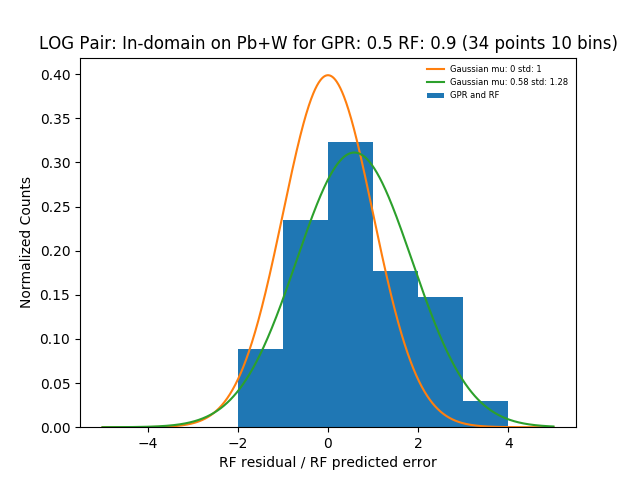 LOG Pair: In-domain on Pb+W for GPR: 0.5 RF: 0.9 (34 points 10 bins)
Gaussian mu: 0 std: 1
Gaussian mu: 0.58 std: 1.28
GPR and RF
Normalized Counts
0.40
0.35
0.30
0.25
0.20
0.15
0.10
0.05
0.00
−4 −2 0 2 4
RF residual / RF predicted error